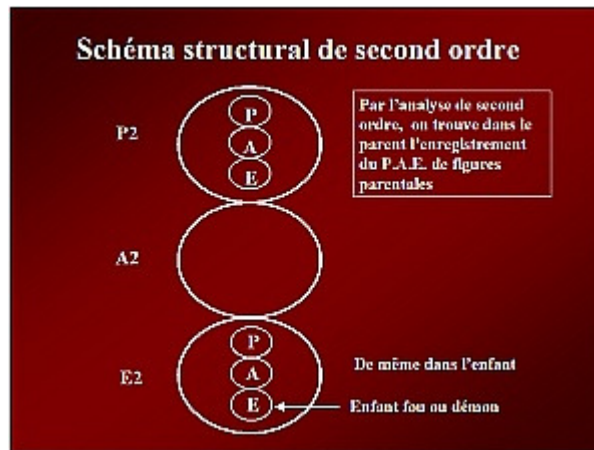 Schéma structural de second ordre
P2
P
A
E
Par l'analyse de second
ordre, on trouve dans le
parent l'enregistrement
du P.A.E. de figures
parentales
A2
E2
P
A
E
De même dans l'enfant
Enfant fou ou démon